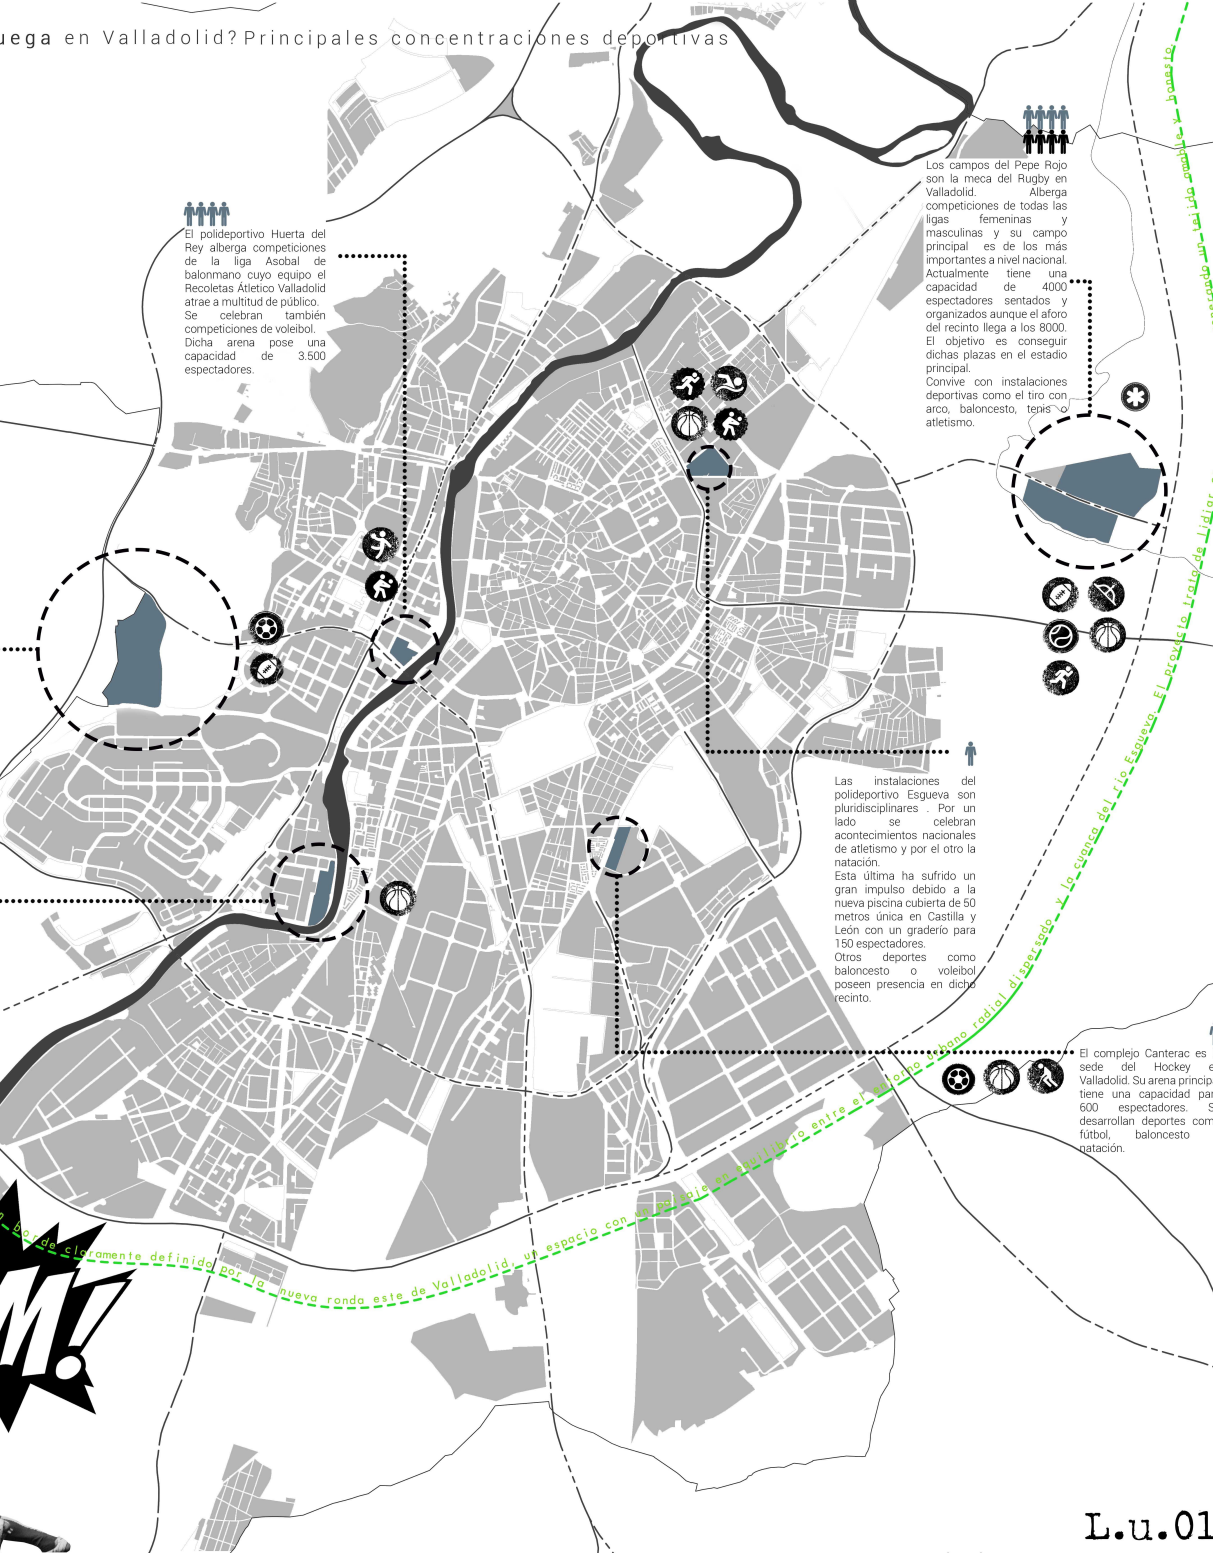 uega en Valladolid? Principales concentraciones deportivas
El polideportivo Huerta del
Rey alberga competiciones
de la liga Asobal de
balonmano cuyo equipo el
Recoletas Átletico Valladolid
atrae a multitud de público.
Se celebran también
competiciones de voleibol.
Dicha arena pose una
capacidad de 3.500
espectadores.
Los campos del Pepe Rojo
son la meca del Rugby en
Valladolid. Alberga
competiciones de todas las
ligas femeninas y
masculinas y su campo
principal es de los más
importantes a nivel nacional.
Actualmente tiene una
capacidad de 4000
espectadores sentados y
organizados aunque el aforo
del recinto llega a los 8000.
El objetivo es conseguir
dichas plazas en el estadio
principal.
Convive con instalaciones
deportivas como el tiro con
arco, baloncesto, tenis o
atletismo.
Las instalaciones del
polideportivo Esgueva son
pluridisciplinares . Por un
lado se celebran
acontecimientos nacionales
de atletismo y por el otro la
natación.
Esta última ha sufrido un
gran impulso debido a la
nueva piscina cubierta de 50
metros única en Castilla y
León con un graderío para
150 espectadores.
Otros deportes como
baloncesto o voleibol
poseen presencia en dicho
recinto.
El complejo Canterac es
sede del Hockey e
Valladolid. Su arena princip
tiene una capacidad par
600 espectadores. S
desarrollan deportes com
fútbol, baloncesto
natación.
n borde claramente definido por la nueva ronda este de Valladolid, un espacio con un paisaje en equilibrio entre el entorno urbano radial dispersado y la cuenca del rio Esgueva. El proyecto trata de lidiar
un tejido amable y honesto
M!
L.u.01